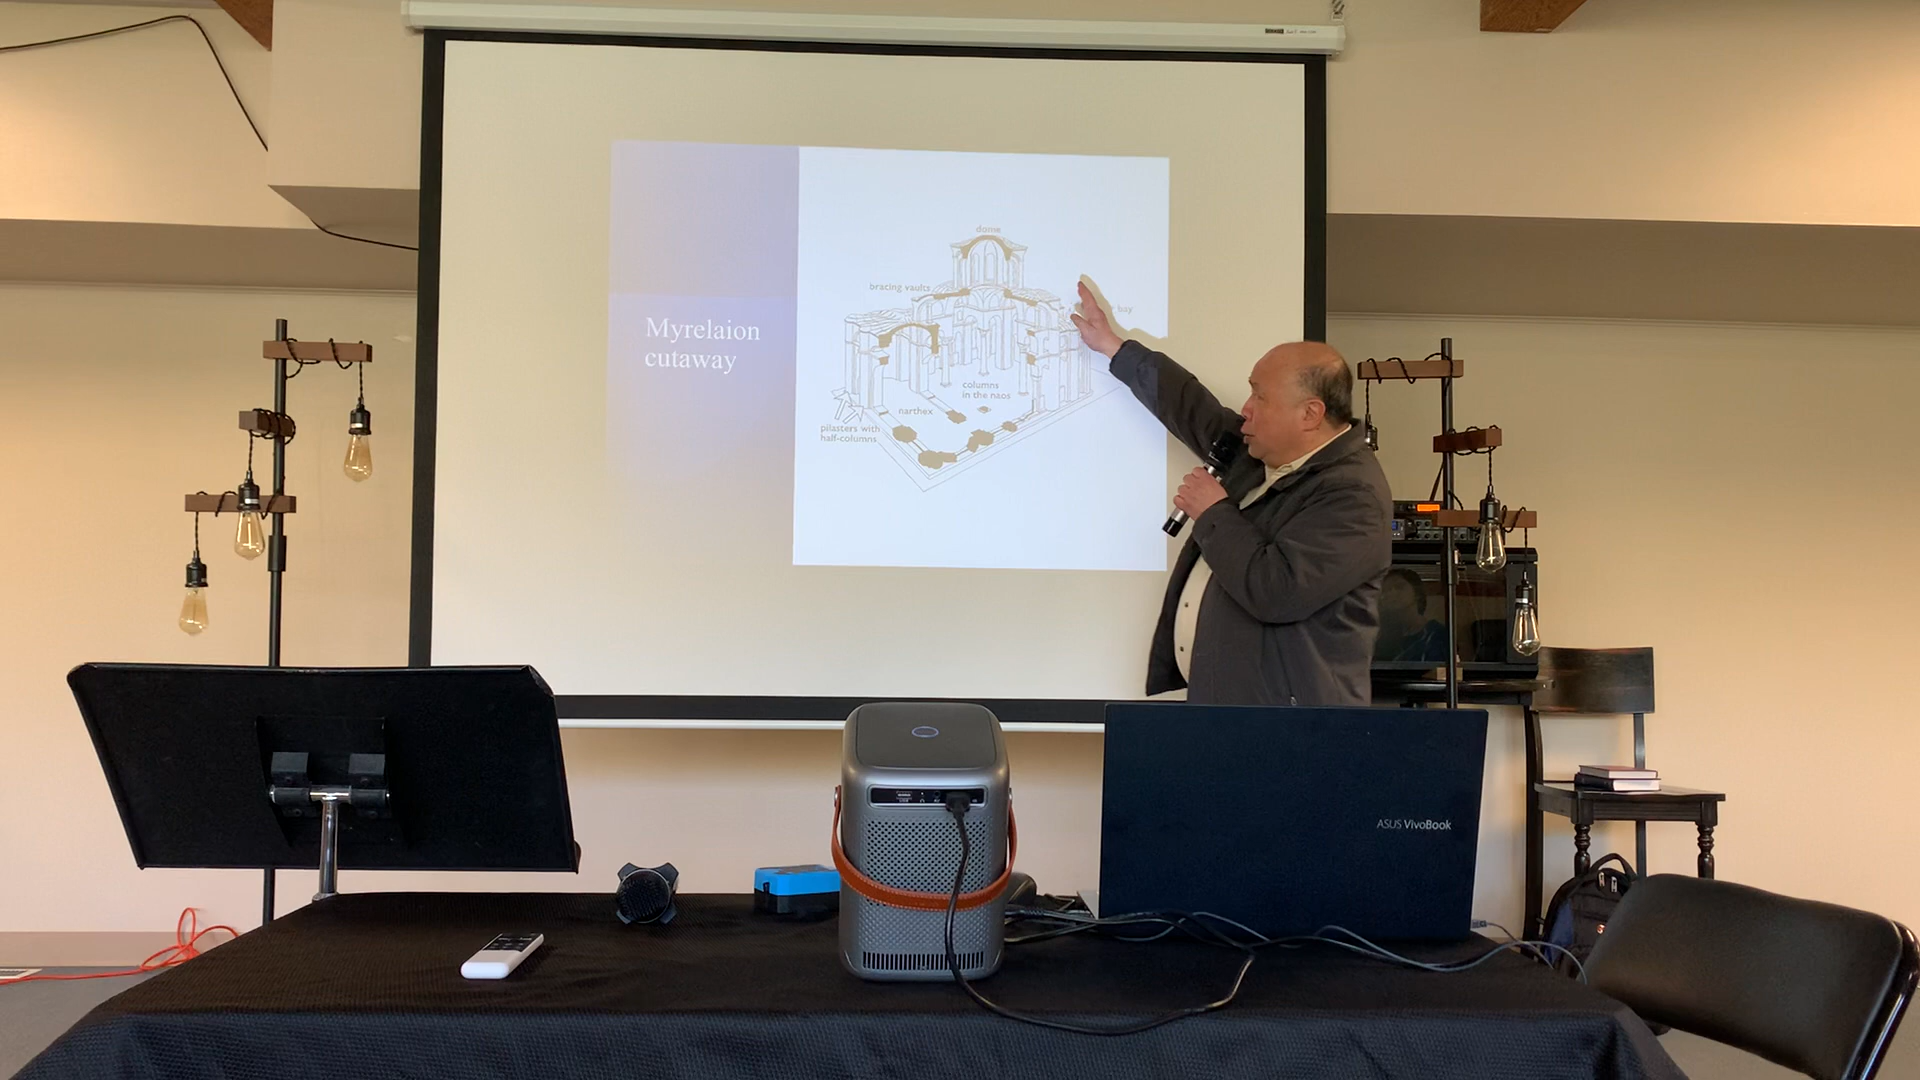 Myrelaion
cutaway
dome
bracing vaults
bay
columns
in the naos
narthex
pilasters with
half-columns
ASUS VivoBook